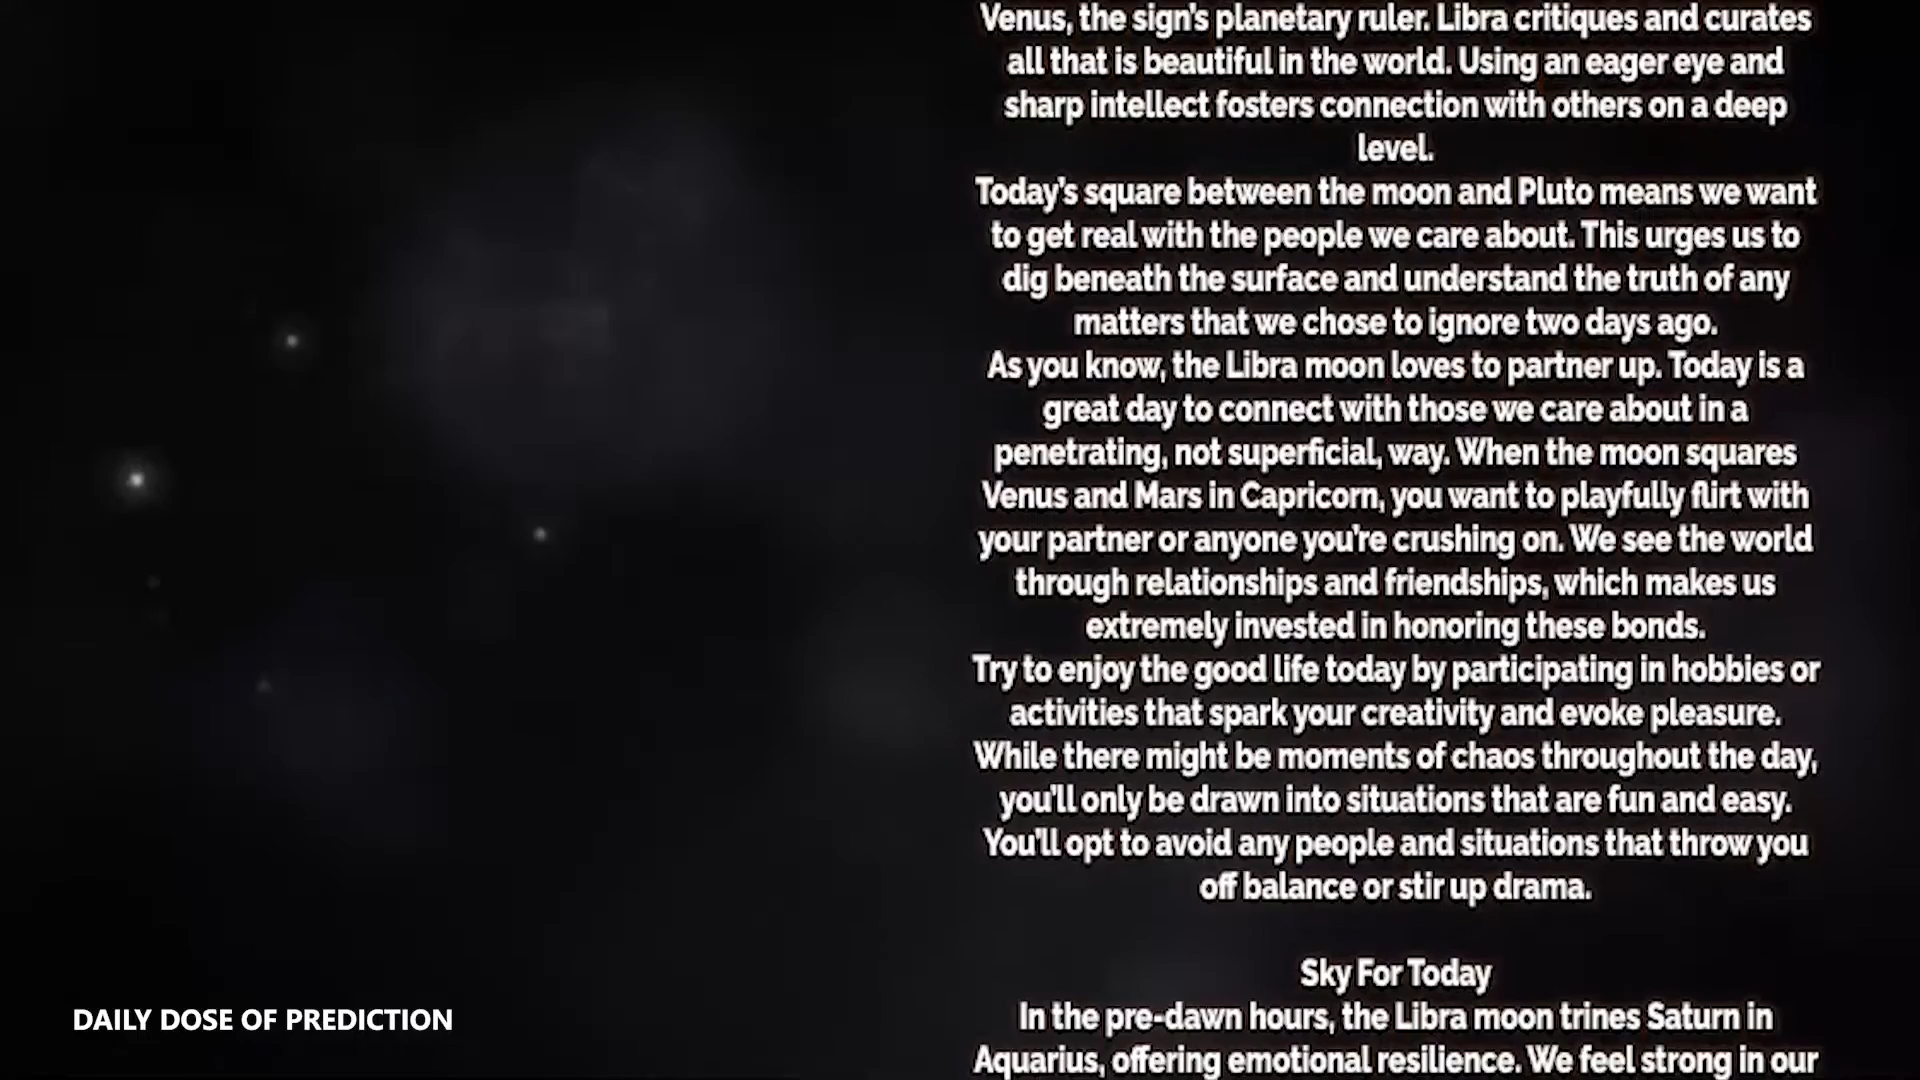 Venus, the sign's planetary ruler. Libra critiques and curates
all that is beautiful in the world. Using an eager eye and
sharp intellect fosters connection with others on a deep
level.
Today's square between the moon and Pluto means we want
to get real with the people we care about. This urges us to
dig beneath the surface and understand the truth of any
matters that we chose to ignore two days ago.
As you know, the Libra moon loves to partner up. Today is a
great day to connect with those we care about in a
penetrating, not superficial, way. When the moon squares
Venus and Mars in Capricorn, you want to playfully flirt with
your partner or anyone you're crushing on. We see the world
through relationships and friendships, which makes us
extremely invested in honoring these bonds.
Try to enjoy the good life today by participating in hobbies or
activities that spark your creativity and evoke pleasure.
While there might be moments of chaos throughout the day,
you'll only be drawn into situations that are fun and easy.
You'll opt to avoid any people and situations that throw you
off balance or stir up drama.
Sky For Today
In the pre-dawn hours, the Libra moon trines Saturn in
Aquarius, offering emotional resilience. We feel strong in our
DAILY DOSE OF PREDICTION